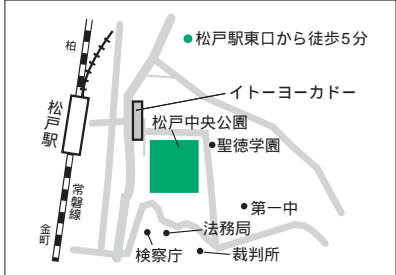 ●松戸駅東口から徒歩5分
柏
イトーヨーカドー
松戸駅
松戸中央公園
聖徳学園
常磐線
第一中
法務局
金町
検察庁
裁判所